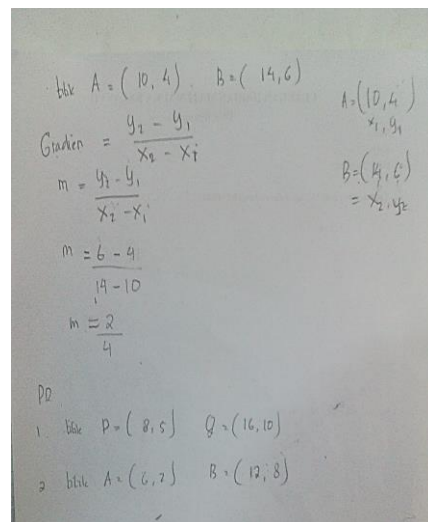 titik A = (10, 4) B = (14, 6)
Gradien = y2 - y1
x2 - x1
m = y2 - y1
x2 - x1
m = 6 - 4
14 - 10
m = 2
4
A = (10, 4)
x1, y1
B = (14, 6)
= x2, y2
PR
1 titik P = (8, 5) Q = (16, 10)
2 titik A = (6, 2) B = (12, 8)